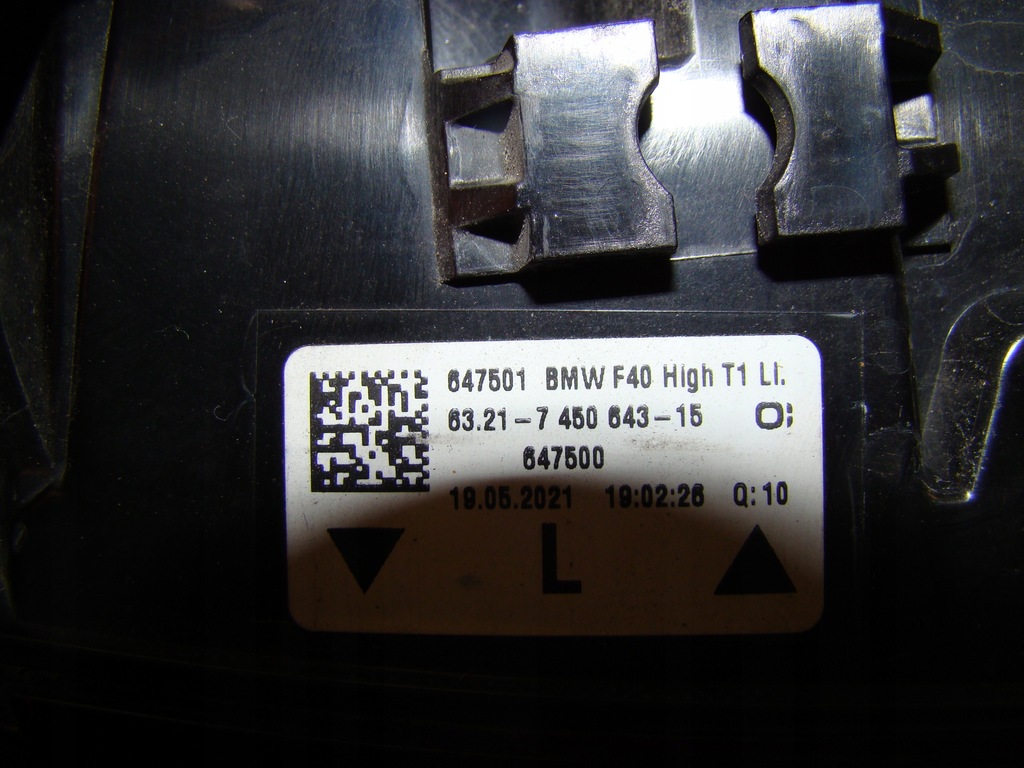 647501 BMW F40 High T1 LI.
63.21-7 450 643-15 O;
647500
19.05.2021 19:02:26 Q:10
L